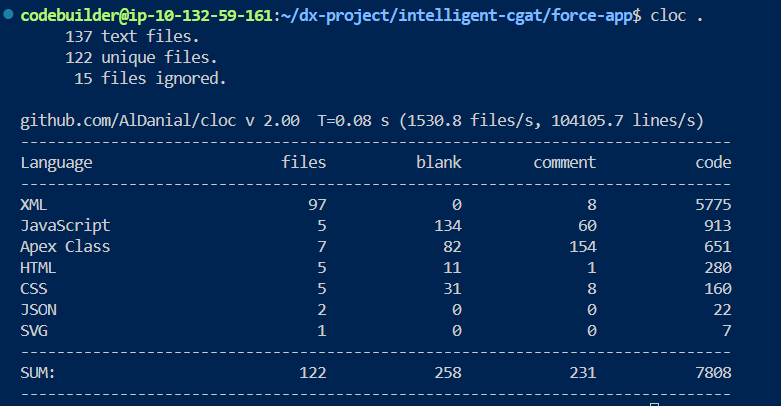 codebuilder@ip-10-132-59-161:~/dx-project/intelligent-cgat/force-app$ cloc .
     137 text files.
     122 unique files.
      15 files ignored.

github.com/AlDanial/cloc v 2.00  T=0.08 s (1530.8 files/s, 104105.7 lines/s)
-------------------------------------------------------------------------------
Language                     files          blank        comment           code
-------------------------------------------------------------------------------
XML                             97              0              8           5775
JavaScript                       5            134             60            913
Apex Class                       7             82            154            651
HTML                             5             11              1            280
CSS                              5             31              8            160
JSON                             2              0              0             22
SVG                              1              0              0              7
-------------------------------------------------------------------------------
SUM:                           122            258            231           7808
-------------------------------------------------------------------------------